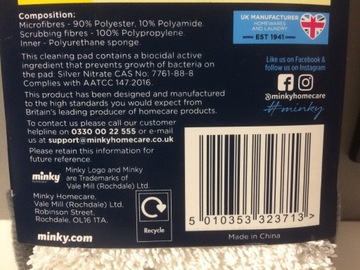 Composition:
Microfibres - 90% Polyester, 10% Polyamide.
Scrubbing fibres - 100% Polypropylene.
Inner - Polyurethane sponge.
This cleaning pad contains a biocidal active
ingredient that prevents growth of bacteria on
the pad. Silver Nitrate CAS No: 7761-88-8
Complies with AATCC 147:2016.
This product has been designed and manufactured
to the high standards you would expect from
Britain's leading producer of homecare products.
To contact us please call our customer
helpline on 0330 00 22 555 or e-mail
us at support@minkyhomecare.com
Please retain this information for
future reference.
minky
Minky Logo and Minky
are Trademarks of
Vale Mill (Rochdale) Ltd.
Minky Homecare,
Vale Mill (Rochdale) Ltd,
Robinson Street,
Rochdale, OL16 1TA.
minky.com
Recycle
UK MANUFACTURER
HOMEWARES
AND LAUNDRY
EST 1941
Like us on Facebook &
follow us on Instagram
@minkyhomecare
#minky
5 010353 323713 >
Made in China